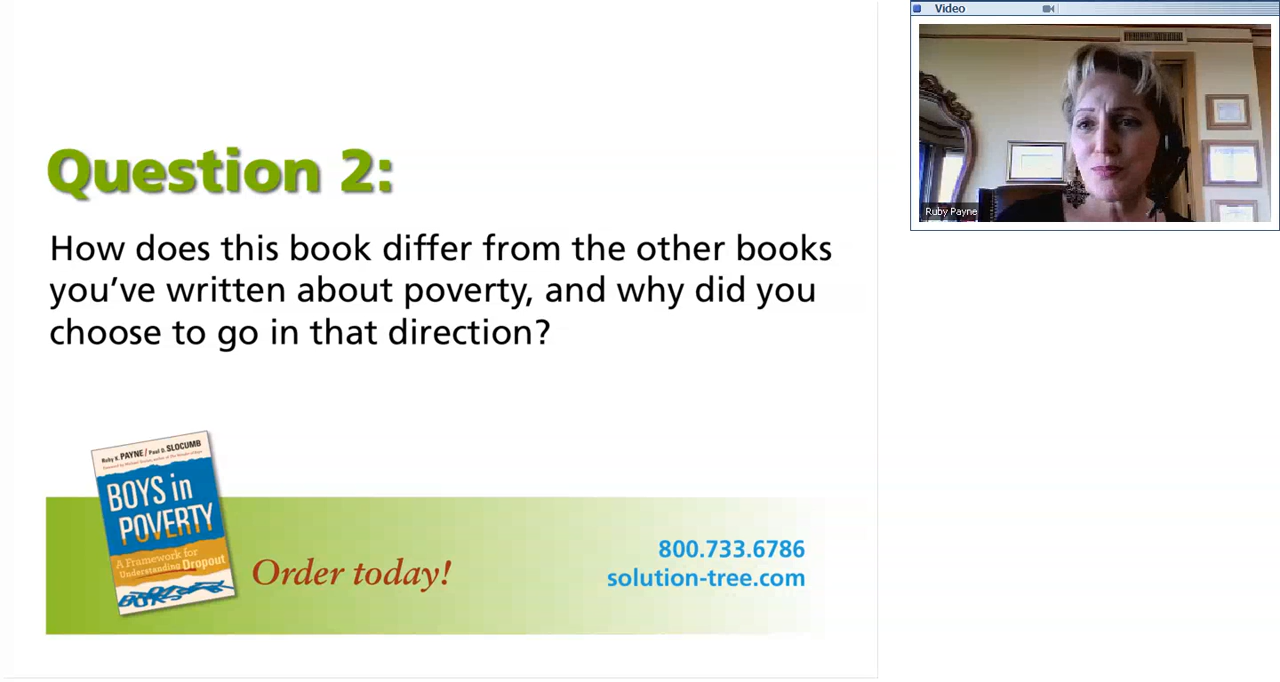 Video
Ruby Payne
Question 2:
How does this book differ from the other books
you've written about poverty, and why did you
choose to go in that direction?
Ruby K. PAYNE / Paul D. SLOCUMB
BOYS in
POVERTY
A Framework for
Understanding Dropout
Order today!
800.733.6786
solution-tree.com